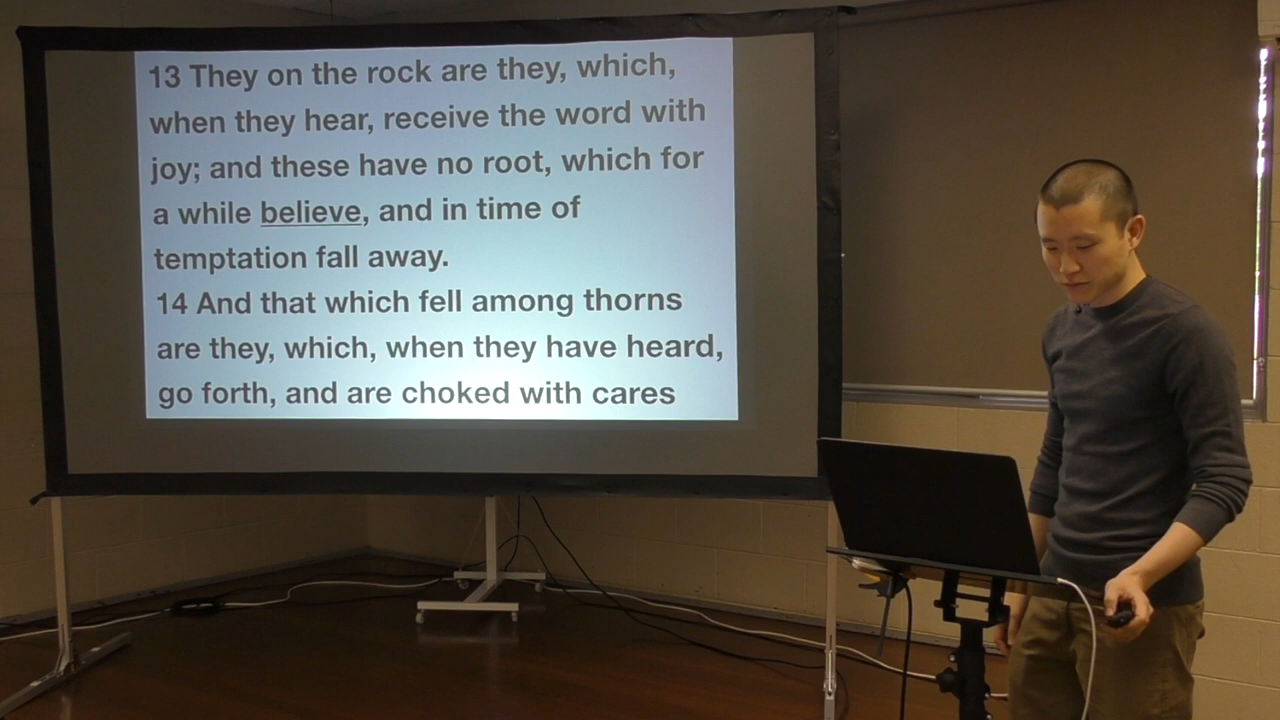 13 They on the rock are they, which,
when they hear, receive the word with
joy; and these have no root, which for
a while believe, and in time of
temptation fall away.
14 And that which fell among thorns
are they, which, when they have heard,
go forth, and are choked with cares